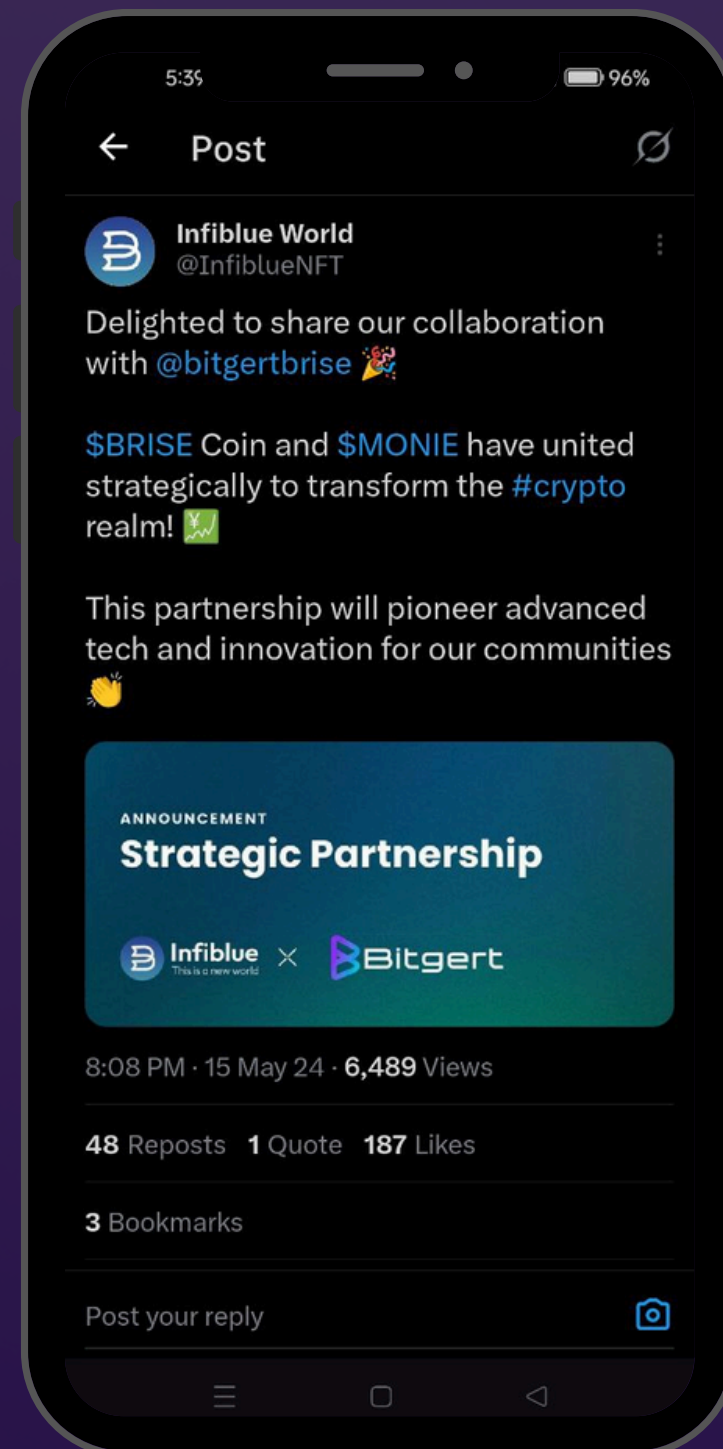 5:39
96%
Post
Infiblue World
@InfiblueNFT
Delighted to share our collaboration
with @bitgertbrise 🎉
$BRISE Coin and $MONIE have united
strategically to transform the #crypto
realm! 💹
This partnership will pioneer advanced
tech and innovation for our communities
👏
ANNOUNCEMENT
Strategic Partnership
Infiblue
This is a new world
Bitgert
8:08 PM · 15 May 24 · 6,489 Views
48 Reposts 1 Quote 187 Likes
3 Bookmarks
Post your reply